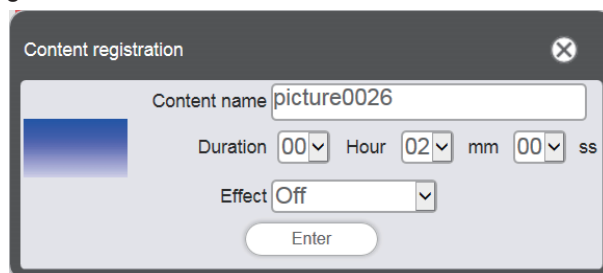 Content registration
Content name picture0026
Duration 00 Hour 02 mm 00 ss
Effect Off
Enter